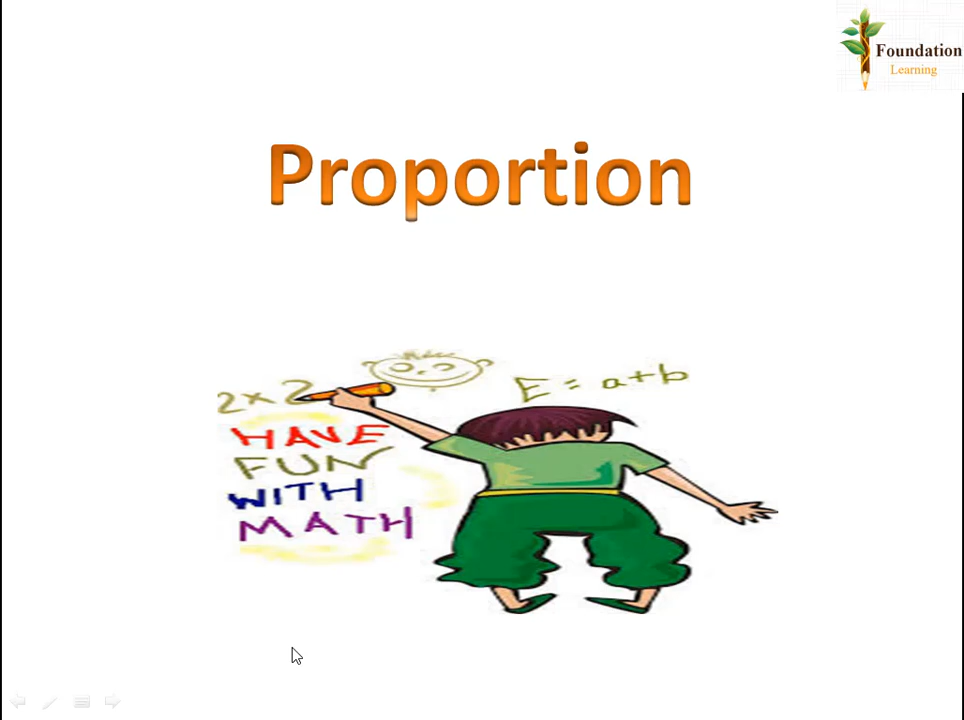 Foundation
Learning
Proportion
2x2
E = a+b
HAVE
FUN
WITH
MATH